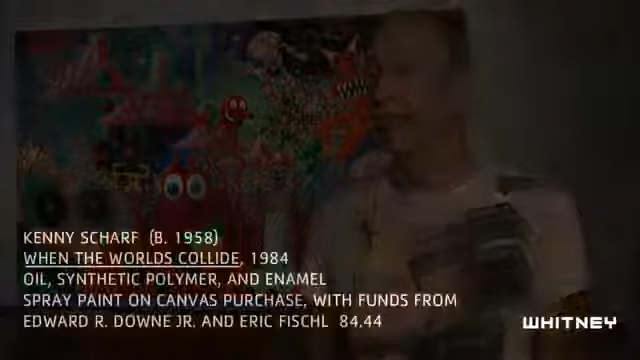 KENNY SCHARF (B. 1958)
WHEN THE WORLDS COLLIDE, 1984
OIL, SYNTHETIC POLYMER, AND ENAMEL
SPRAY PAINT ON CANVAS PURCHASE, WITH FUNDS FROM
EDWARD R. DOWNE JR. AND ERIC FISCHL 84.44
WHITNEY